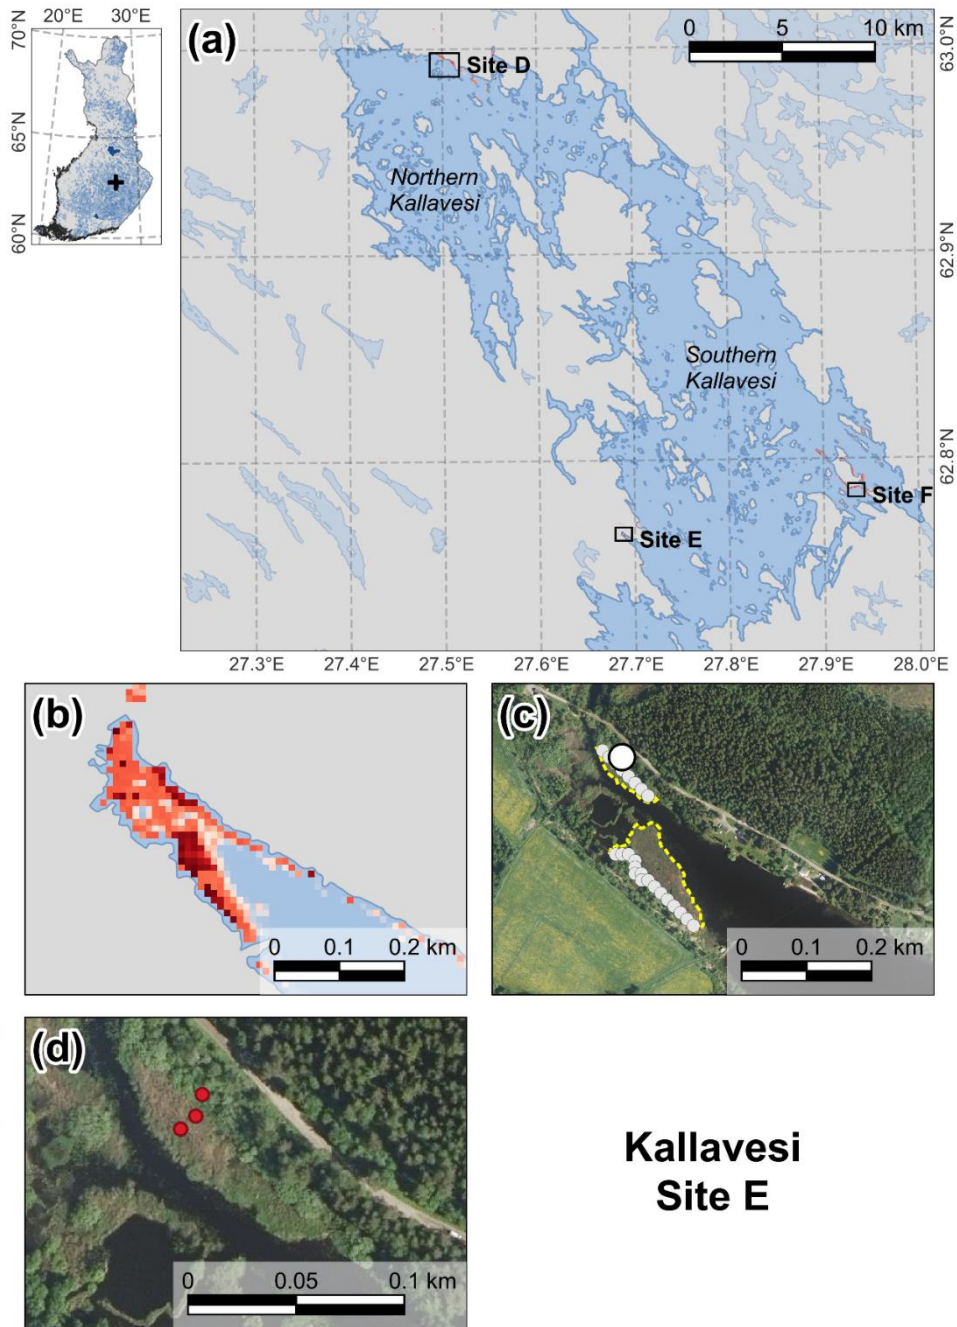 20°E 30°E
70°N
65°N
60°N
(a)
0 5 10 km
63.0°N
Site D
Northern
Kallavesi
62.9°N
Southern
Kallavesi
62.8°N
Site F
Site E
27.3°E 27.4°E 27.5°E 27.6°E 27.7°E 27.8°E 27.9°E 28.0°E
(b)
0 0.1 0.2 km
(c)
0 0.1 0.2 km
(d)
0 0.05 0.1 km
Kallavesi
Site E